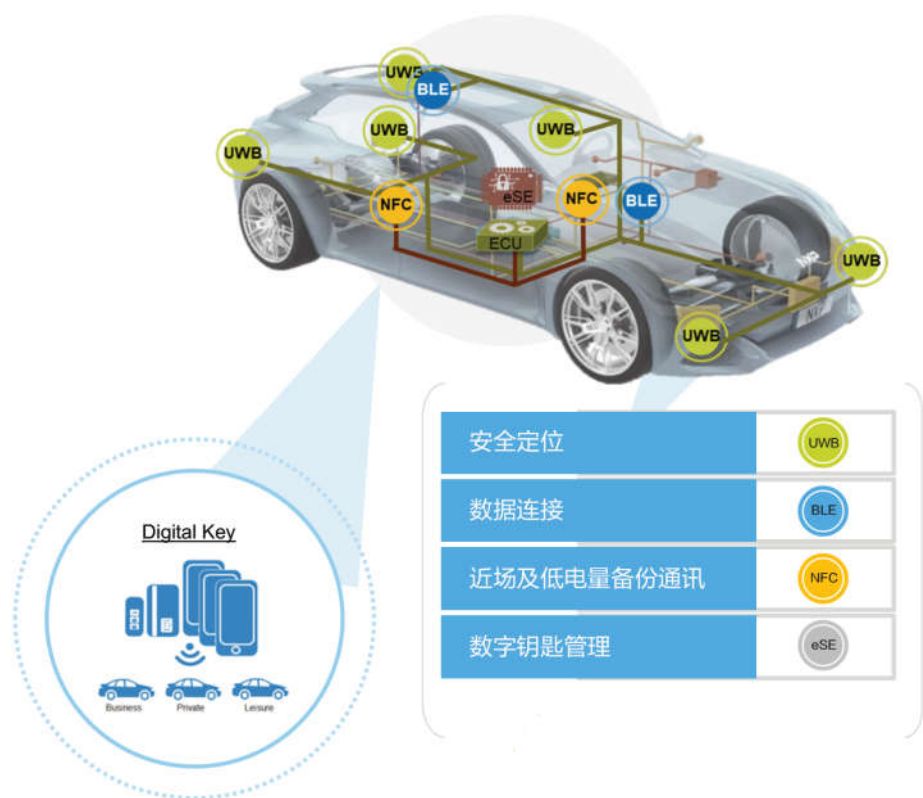 UWB
BLE
UWB
UWB
UWB
eSE
NFC
NFC
BLE
ECU
UWB
UWB
安全定位
UWB
数据连接
BLE
近场及低电量备份通讯
NFC
数字钥匙管理
eSE
Digital Key
Business
Private
Leisure